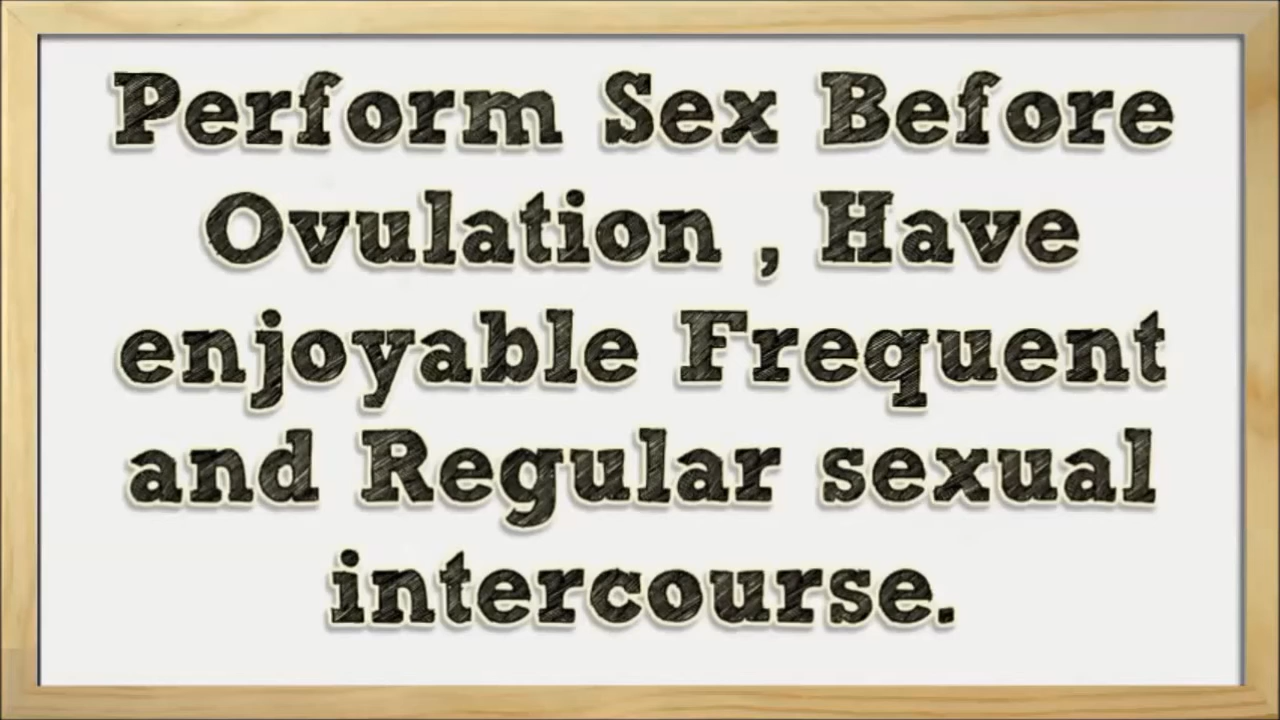 Perform Sex Before
Ovulation , Have
enjoyable Frequent
and Regular sexual
intercourse.